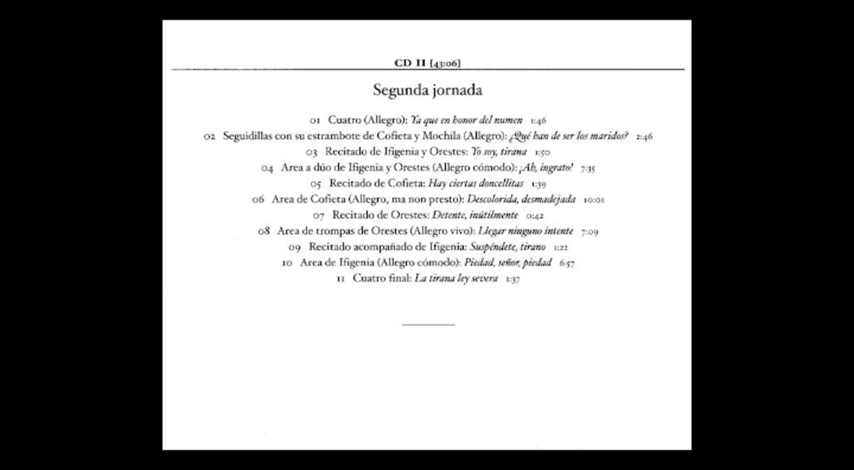 CD II [43:06]
Segunda jornada
01 Cuatro (Allegro): Ya que en honor del numen 1:46
02 Seguidillas con su estrambote de Cofieta y Mochila (Allegro): ¿Qué han de ser los maridos? 2:46
03 Recitado de Ifigenia y Orestes: Yo soy, tirana 1:50
04 Area a dúo de Ifigenia y Orestes (Allegro cómodo): ¡Ah, ingrato! 7:35
05 Recitado de Cofieta: Hay ciertas doncellitas 1:39
06 Area de Cofieta (Allegro, ma non presto): Descolorida, desmadejada 10:01
07 Recitado de Orestes: Detente, inútilmente 0:42
08 Area de trompas de Orestes (Allegro vivo): Llegar ninguno intente 7:09
09 Recitado acompañado de Ifigenia: Suspéndete, tirano 1:22
10 Area de Ifigenia (Allegro cómodo): Piedad, señor, piedad 6:57
11 Cuatro final: La tirana ley severa 1:37